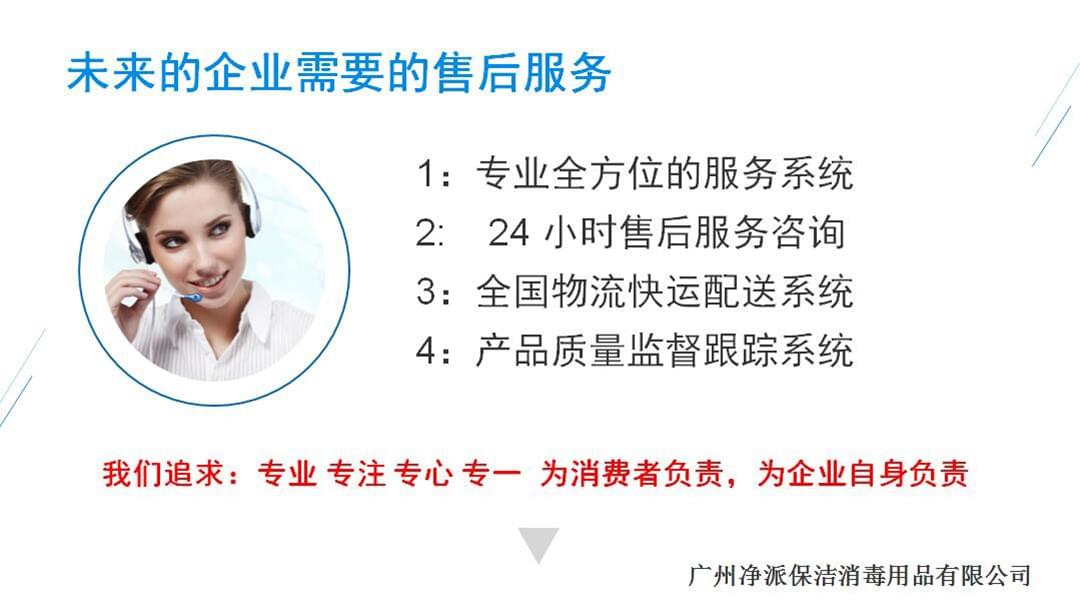 未来的企业需要的售后服务
1：专业全方位的服务系统
2: 24 小时售后服务咨询
3：全国物流快运配送系统
4：产品质量监督跟踪系统
我们追求：专业 专注 专心 专一 为消费者负责，为企业自身负责
广州净派保洁消毒用品有限公司